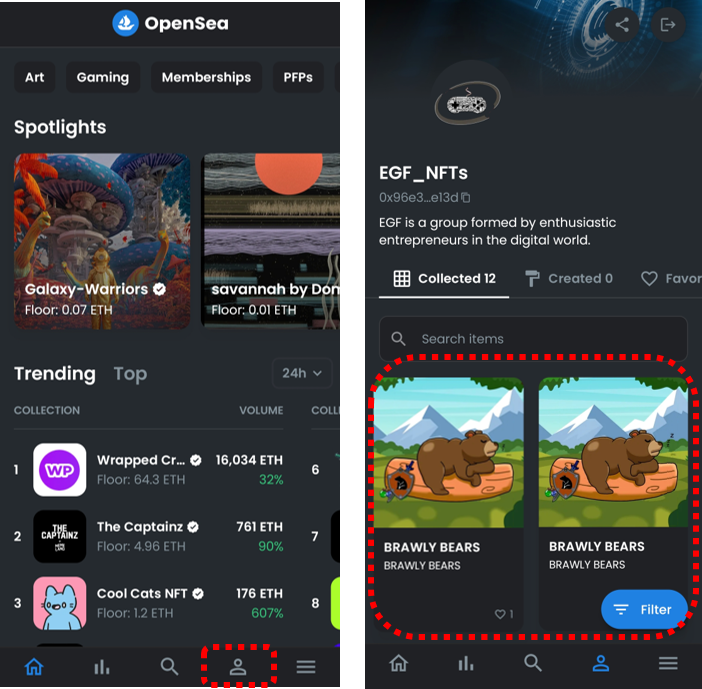 OpenSea
Art
Gaming
Memberships
PFPs
Spotlights
Galaxy-Warriors
Floor: 0.07 ETH
savannah by Dom
Floor: 0.01 ETH
Trending
Top
24h
COLLECTION
VOLUME
COLL
1
WP
Wrapped Cr...
Floor: 64.3 ETH
16,034 ETH
32%
6
2
THE
CAPTAINZ
The Captainz
Floor: 4.96 ETH
761 ETH
90%
7
3
Cool Cats NFT
Floor: 1.2 ETH
176 ETH
607%
8
EGF_NFTs
0x96e3...e13d
EGF is a group formed by enthusiastic
entrepreneurs in the digital world.
Collected 12
Created 0
Favor
Search items
BRAWLY BEARS
BRAWLY BEARS
1
BRAWLY BEARS
BRAWLY BEARS
Filter